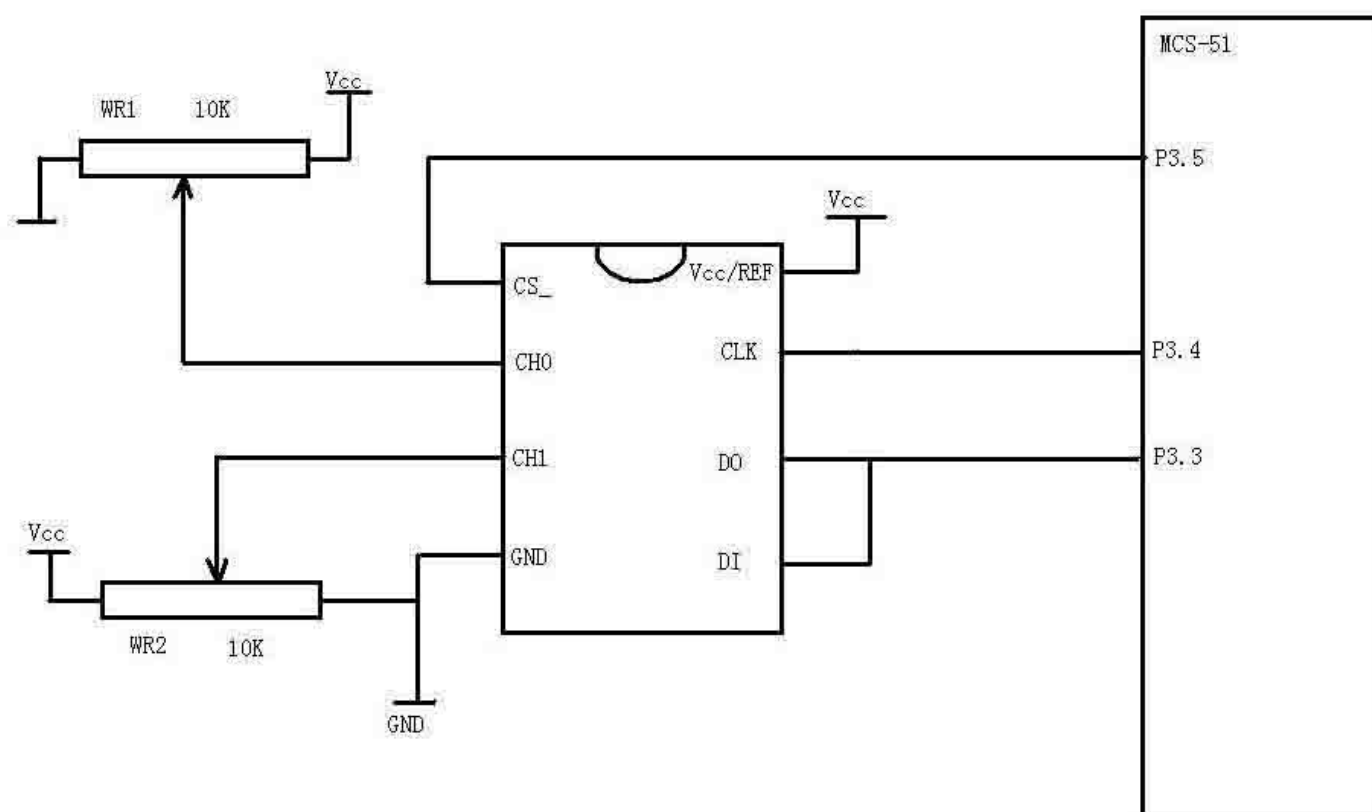 MCS-51
Vcc
WR1 10K
P3.5
Vcc
Vcc/REF
CS_
CLK
P3.4
CH0
CH1
DO
P3.3
Vcc
GND
DI
WR2 10K
GND